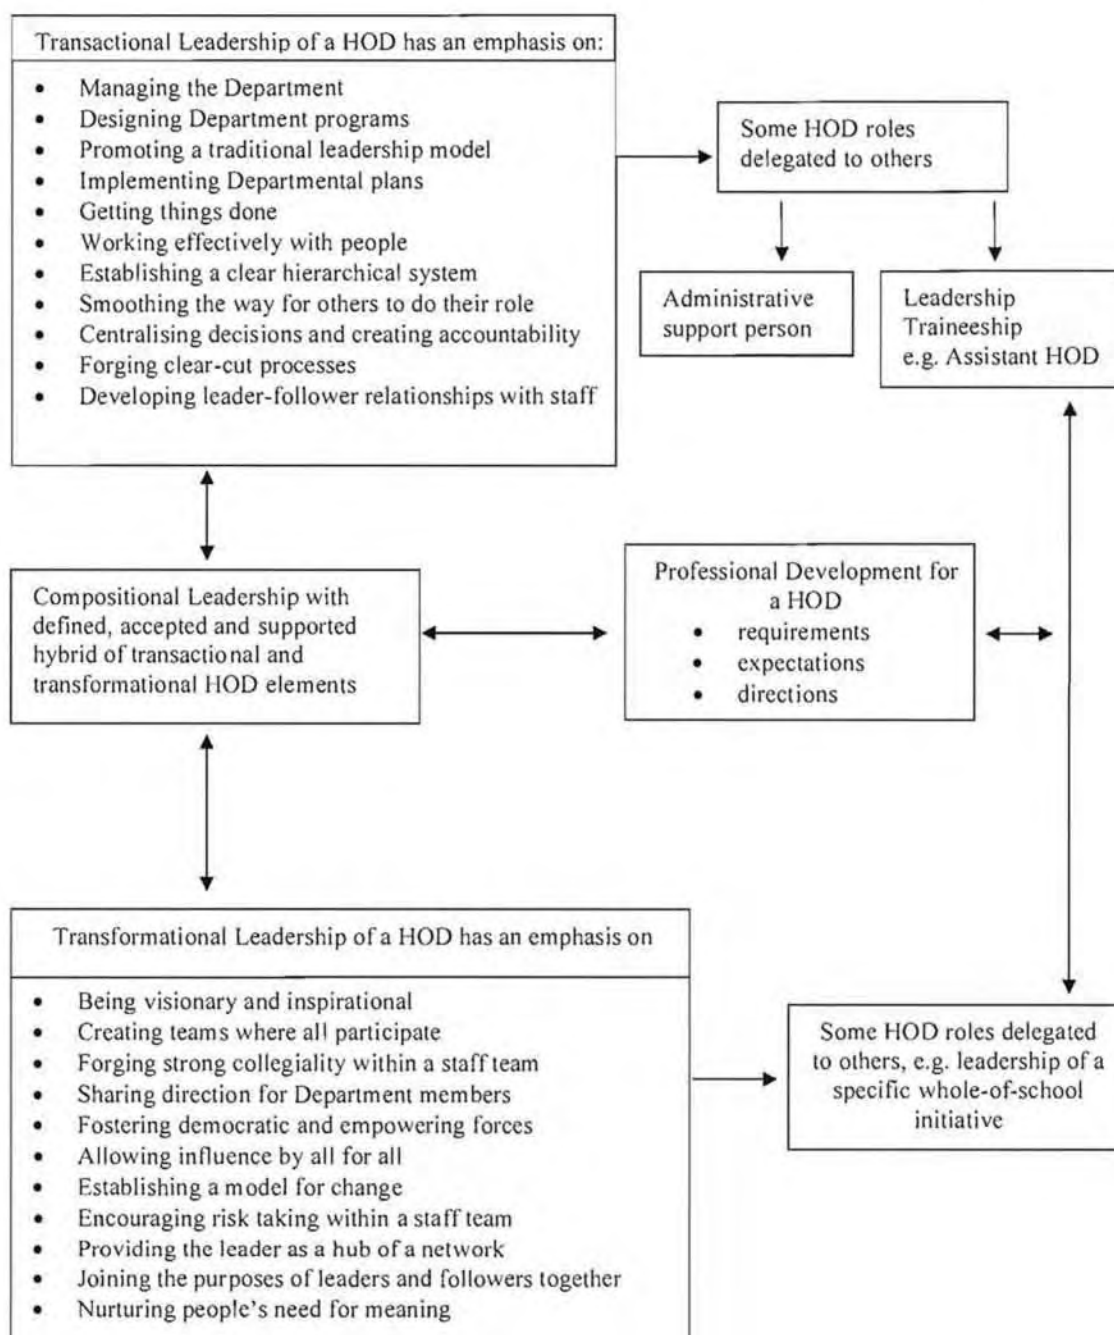 Transactional Leadership of a HOD has an emphasis on:
• Managing the Department
• Designing Department programs
• Promoting a traditional leadership model
• Implementing Departmental plans
• Getting things done
• Working effectively with people
• Establishing a clear hierarchical system
• Smoothing the way for others to do their role
• Centralising decisions and creating accountability
• Forging clear-cut processes
• Developing leader-follower relationships with staff
Some HOD roles
delegated to others
Administrative
support person
Leadership
Traineeship
e.g. Assistant HOD
Compositional Leadership with
defined, accepted and supported
hybrid of transactional and
transformational HOD elements
Professional Development for
a HOD
• requirements
• expectations
• directions
Transformational Leadership of a HOD has an emphasis on
• Being visionary and inspirational
• Creating teams where all participate
• Forging strong collegiality within a staff team
• Sharing direction for Department members
• Fostering democratic and empowering forces
• Allowing influence by all for all
• Establishing a model for change
• Encouraging risk taking within a staff team
• Providing the leader as a hub of a network
• Joining the purposes of leaders and followers together
• Nurturing people's need for meaning
Some HOD roles delegated
to others, e.g. leadership of a
specific whole-of-school
initiative